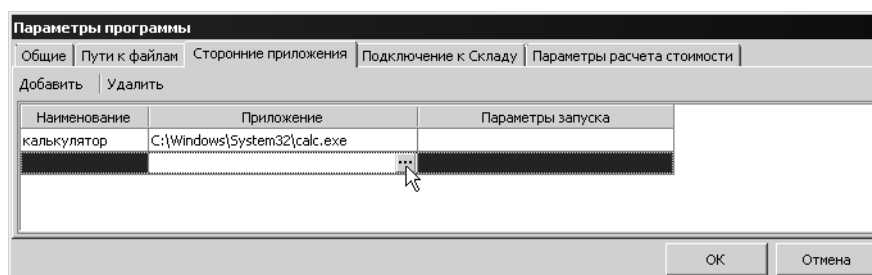 Параметры программы
Общие Пути к файлам Сторонние приложения Подключение к Складу Параметры расчета стоимости
Добавить Удалить
Наименование Приложение Параметры запуска
калькулятор C:\Windows\System32\calc.exe
...
OK Отмена